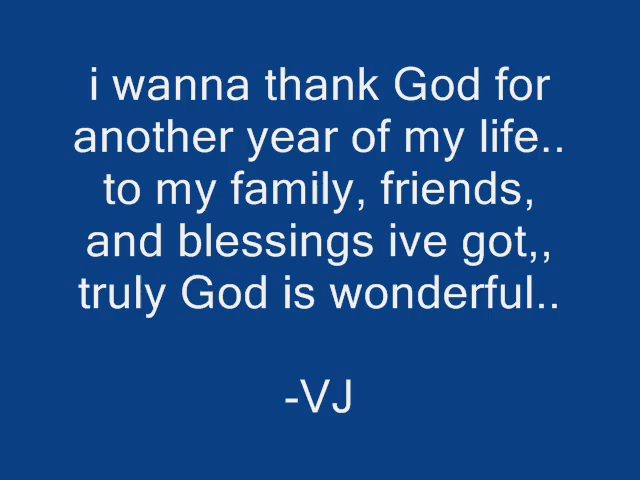 i wanna thank God for
another year of my life..
to my family, friends,
and blessings ive got,,
truly God is wonderful..
-VJ